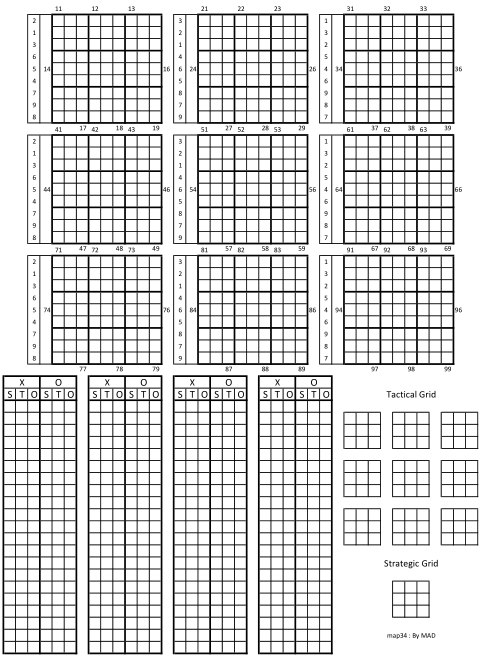 11 12 13 21 22 23 31 32 33
2 3 1
1 2 3
3 1 2
6 4 5
5 14 16 6 24 26 4 34 36
4 5 6
7 8 9
9 7 8
8 9 7
41 17 42 18 43 19 51 27 52 28 53 29 61 37 62 38 63 39
2 3 1
1 2 3
3 1 2
6 4 5
5 44 46 6 54 56 4 64 66
4 5 6
7 8 9
9 7 8
8 9 7
71 47 72 48 73 49 81 57 82 58 83 59 91 67 92 68 93 69
2 3 1
1 2 3
3 1 2
6 4 5
5 74 76 6 84 86 4 94 96
4 5 6
7 8 9
9 7 8
8 9 7
77 78 79 87 88 89 97 98 99
X O X O X O X O
S T O S T O S T O S T O S T O S T O S T O S T O
Tactical Grid
Strategic Grid
map34 : By MAD